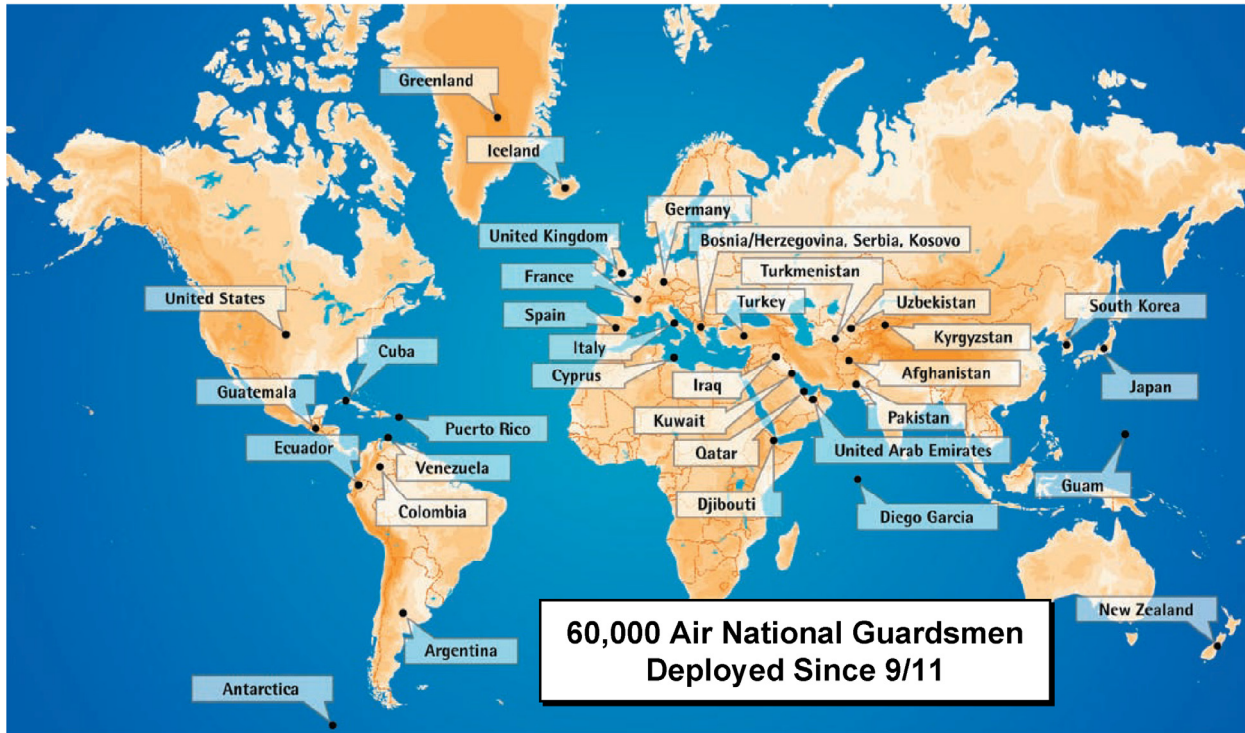 Greenland
Iceland
Germany
United Kingdom
Bosnia/Herzegovina, Serbia, Kosovo
France
Turkmenistan
United States
Turkey
Uzbekistan
South Korea
Spain
Italy
Kyrgyzstan
Cuba
Cyprus
Iraq
Afghanistan
Japan
Guatemala
Kuwait
Pakistan
Puerto Rico
Ecuador
Venezuela
Qatar
United Arab Emirates
Guam
Colombia
Djibouti
Diego Garcia
New Zealand
60,000 Air National Guardsmen
Deployed Since 9/11
Argentina
Antarctica